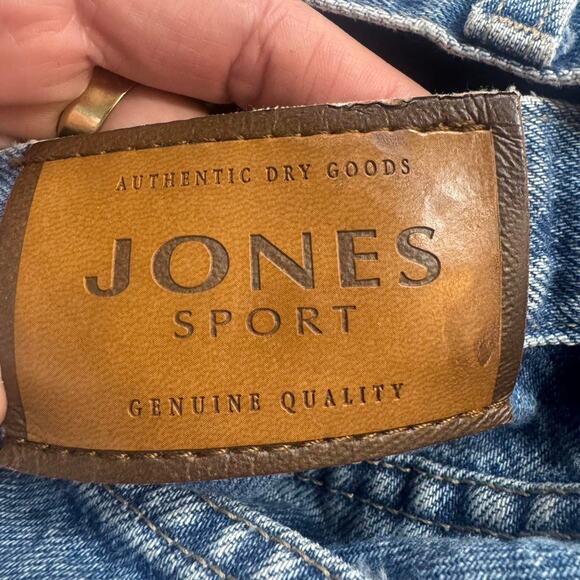 AUTHENTIC DRY GOODS
JONES
SPORT
GENUINE QUALITY